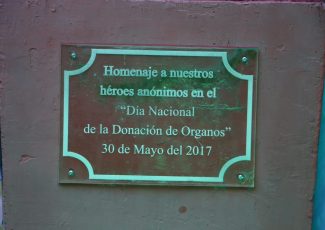 Homenaje a nuestros
héroes anónimos en el
“Día Nacional
de la Donación de Organos”
30 de Mayo del 2017